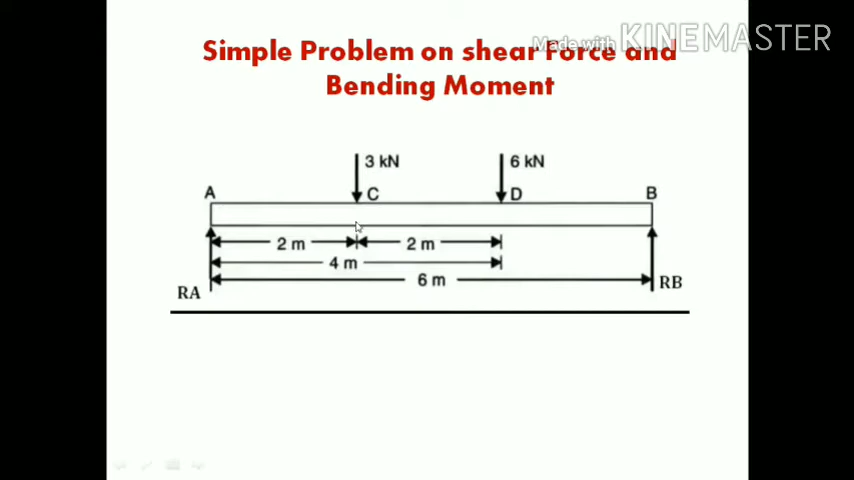 Made with KINEMASTER
Simple Problem on shear Force and
Bending Moment
3 kN
6 kN
A
C
D
B
2 m
2 m
4 m
6 m
RA
RB